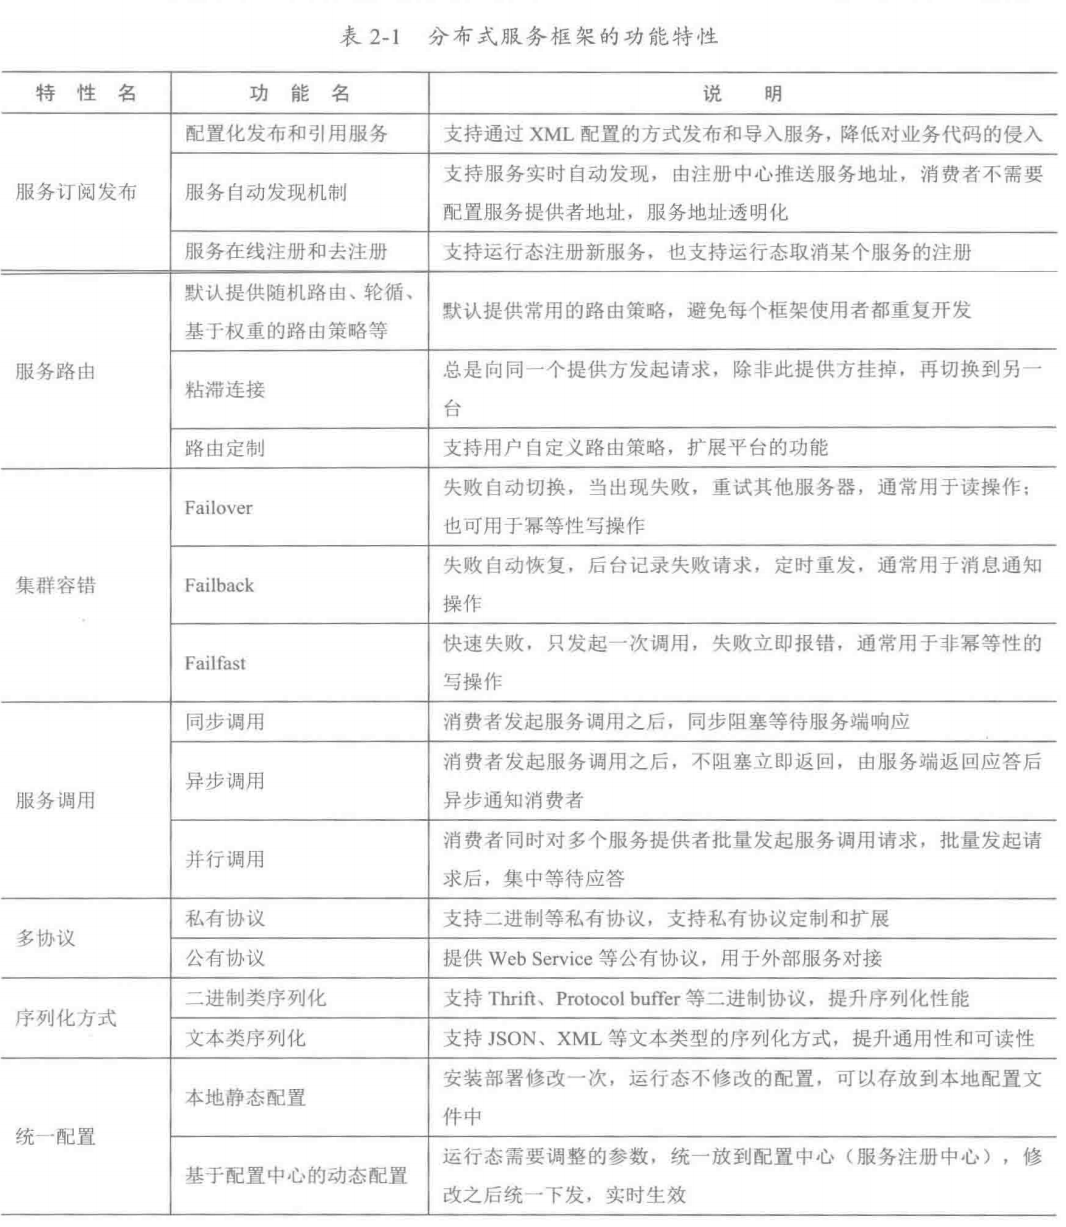 表 2-1 分布式服务框架的功能特性
特 性 名 功 能 名 说 明
服务订阅发布
配置化发布和引用服务
支持通过 XML 配置的方式发布和导入服务，降低对业务代码的侵入
服务自动发现机制
支持服务实时自动发现，由注册中心推送服务地址，消费者不需要
配置服务提供者地址，服务地址透明化
服务在线注册和去注册
支持运行态注册新服务，也支持运行态取消某个服务的注册
服务路由
默认提供随机路由、轮循、
基于权重的路由策略等
默认提供常用的路由策略，避免每个框架使用者都重复开发
粘滞连接
总是向同一个提供方发起请求，除非此提供方挂掉，再切换到另一
台
路由定制
支持用户自定义路由策略，扩展平台的功能
集群容错
Failover
失败自动切换，当出现失败，重试其他服务器，通常用于读操作；
也可用于幂等性写操作
Failback
失败自动恢复，后台记录失败请求，定时重发，通常用于消息通知
操作
Failfast
快速失败，只发起一次调用，失败立即报错，通常用于非幂等性的
写操作
服务调用
同步调用
消费者发起服务调用之后，同步阻塞等待服务端响应
异步调用
消费者发起服务调用之后，不阻塞立即返回，由服务端返回应答后
异步通知消费者
并行调用
消费者同时对多个服务提供者批量发起服务调用请求，批量发起请
求后，集中等待应答
多协议
私有协议
支持二进制等私有协议，支持私有协议定制和扩展
公有协议
提供 Web Service 等公有协议，用于外部服务对接
序列化方式
二进制类序列化
支持 Thrift、Protocol buffer 等二进制协议，提升序列化性能
文本类序列化
支持 JSON、XML 等文本类型的序列化方式，提升通用性和可读性
统一配置
本地静态配置
安装部署修改一次，运行态不修改的配置，可以存放到本地配置文
件中
基于配置中心的动态配置
运行态需要调整的参数，统一放到配置中心（服务注册中心），修
改之后统一下发，实时生效